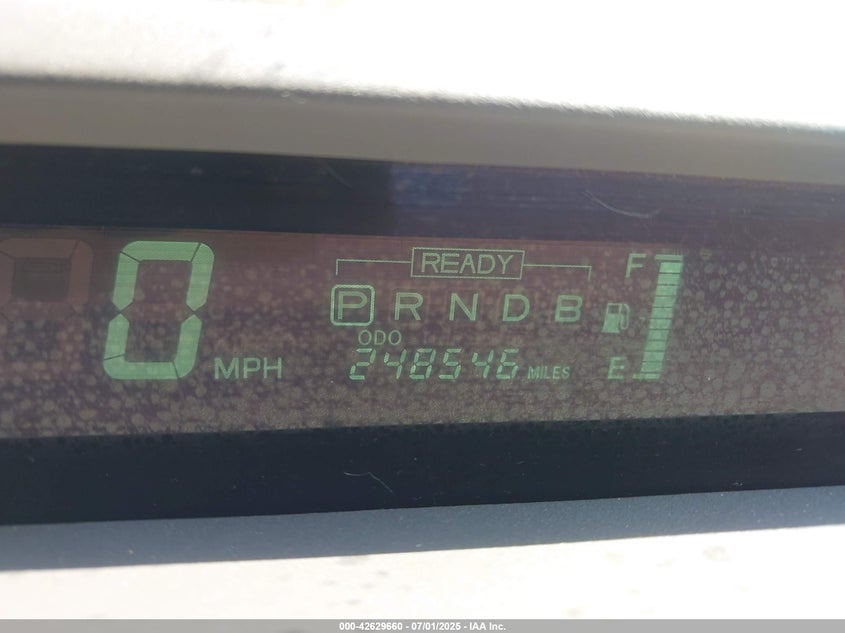 READY
F
P R N D B
0 MPH
ODO
248546 MILES
E
000-42629660 - 07/01/2025 - IAA Inc.